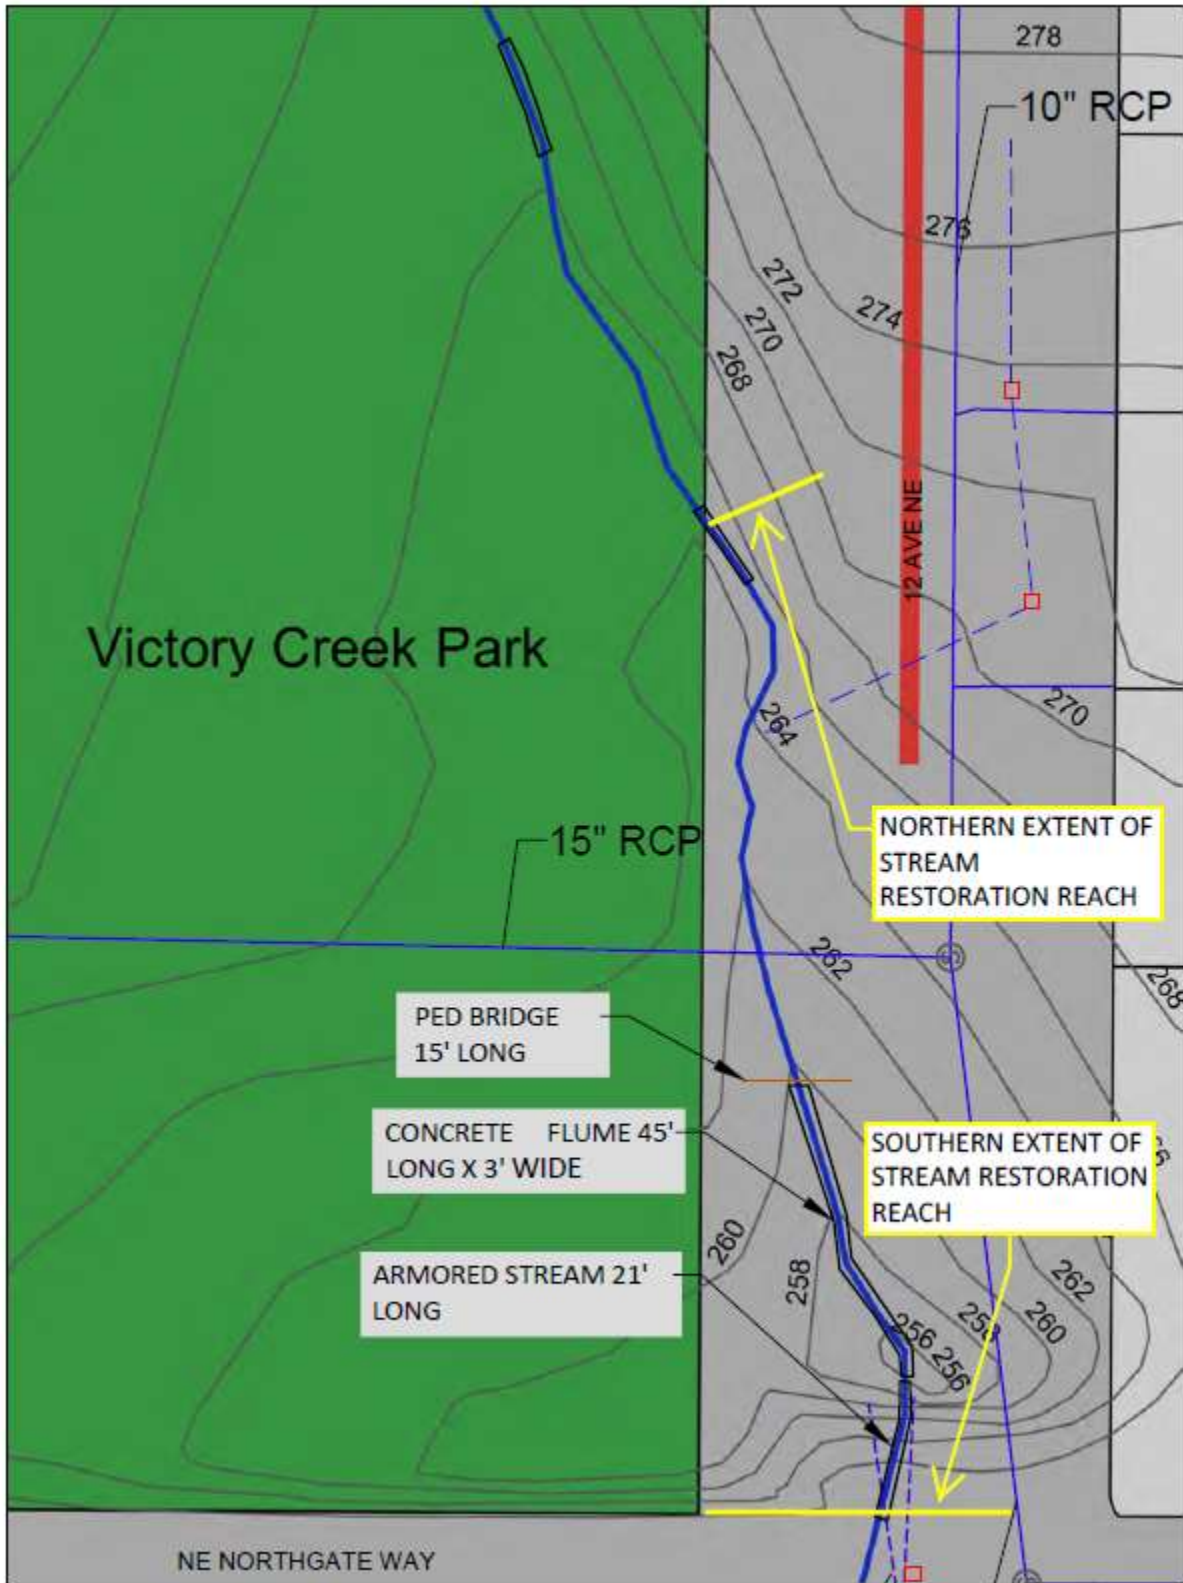 278
10" RCP
276
272
274
270
268
12 AVE NE
Victory Creek Park
270
264
15" RCP
NORTHERN EXTENT OF
STREAM
RESTORATION REACH
262
268
PED BRIDGE
15' LONG
CONCRETE FLUME 45'
LONG X 3' WIDE
SOUTHERN EXTENT OF
STREAM RESTORATION
REACH
260
258
262
ARMORED STREAM 21'
LONG
256
260
256
NE NORTHGATE WAY